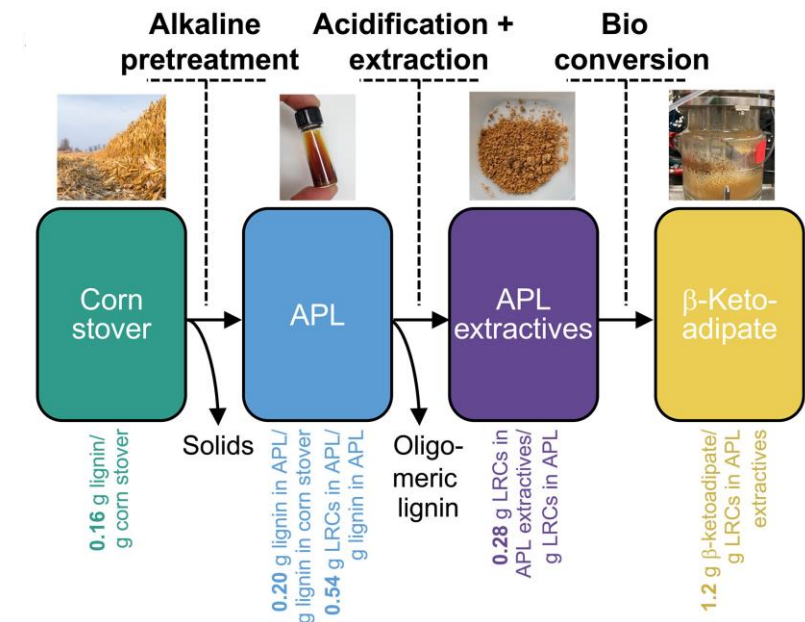 Alkaline
pretreatment
Acidification +
extraction
Bio
conversion
Corn
stover
APL
APL
extractives
β-Keto-
adipate
Solids
Oligo-
meric
lignin
0.16 g lignin/
g corn stover
0.20 g lignin in APL/
g lignin in corn stover
0.54 g LRCs in APL/
g lignin in APL
0.28 g LRCs in
APL extractives/
g LRCs in APL
1.2 g β-ketoadipate/
g LRCs in APL
extractives